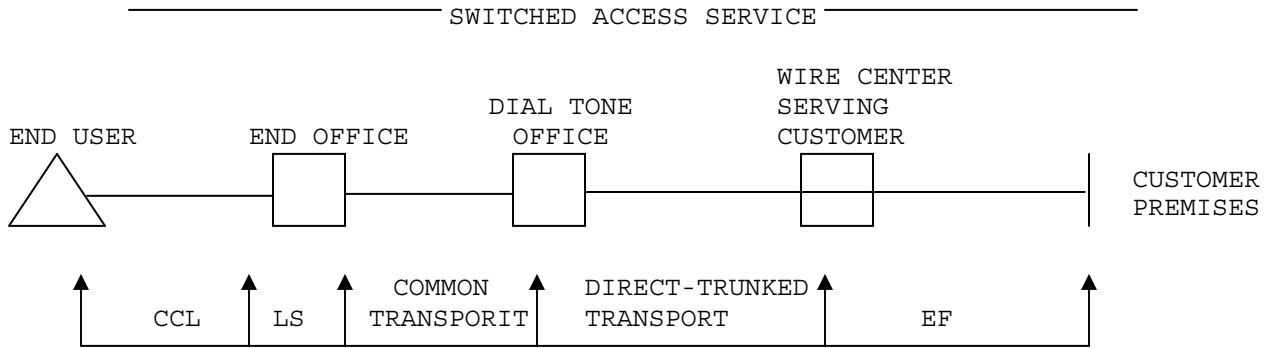 SWITCHED ACCESS SERVICE
WIRE CENTER
SERVING
CUSTOMER
DIAL TONE
OFFICE
END USER
END OFFICE
CUSTOMER
PREMISES
CCL
LS
COMMON
TRANSPORIT
DIRECT-TRUNKED
TRANSPORT
EF